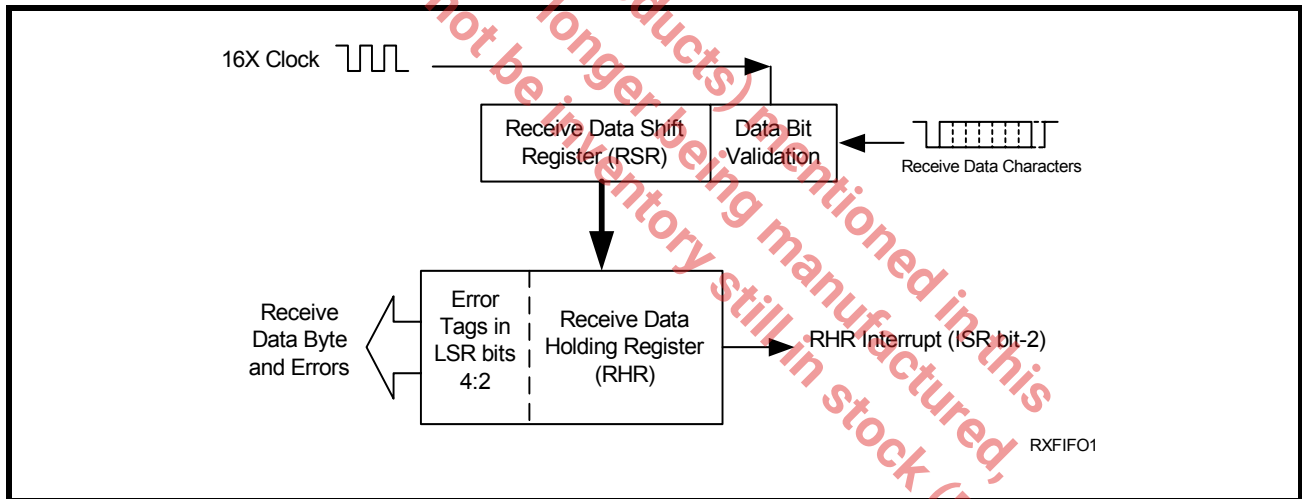 16X Clock
Receive Data Shift
Register (RSR)
Data Bit
Validation
Receive Data Characters
Receive
Data Byte
and Errors
Error
Tags in
LSR bits
4:2
Receive Data
Holding Register
(RHR)
RHR Interrupt (ISR bit-2)
RXFIFO1
ducts) mentioned in this
longer being manufactured,
not be inventory still in stock (